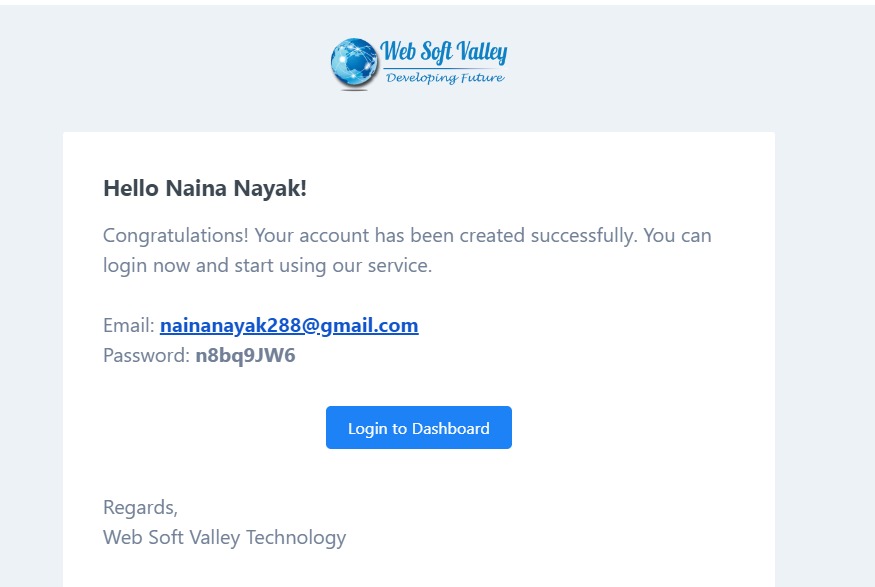 Web Soft Valley
Developing Future
Hello Naina Nayak!
Congratulations! Your account has been created successfully. You can
login now and start using our service.
Email: nainanayak288@gmail.com
Password: n8bq9JW6
Login to Dashboard
Regards,
Web Soft Valley Technology